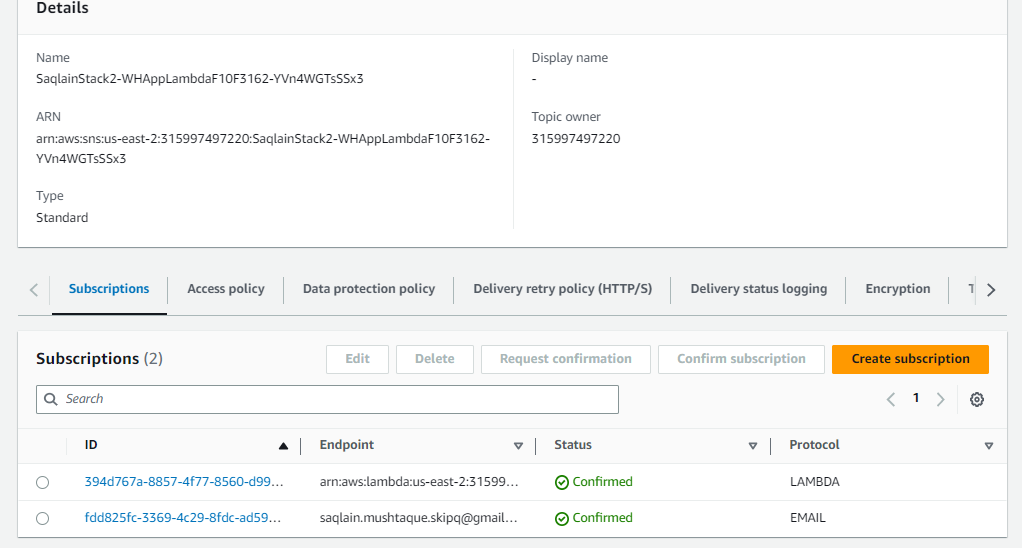 Details
Name
SaqlainStack2-WHAppLambdaF10F3162-YVn4WGTsSSx3
Display name
-
ARN
arn:aws:sns:us-east-2:315997497220:SaqlainStack2-WHAppLambdaF10F3162-
YVn4WGTsSSx3
Topic owner
315997497220
Type
Standard
Subscriptions
Access policy
Data protection policy
Delivery retry policy (HTTP/S)
Delivery status logging
Encryption
Subscriptions (2)
Edit
Delete
Request confirmation
Confirm subscription
Create subscription
Search
1
ID
Endpoint
Status
Protocol
394d767a-8857-4f77-8560-d99...
arn:aws:lambda:us-east-2:31599...
Confirmed
LAMBDA
fdd825fc-3369-4c29-8fdc-ad59...
saqlain.mushtaque.skipq@gmail...
Confirmed
EMAIL